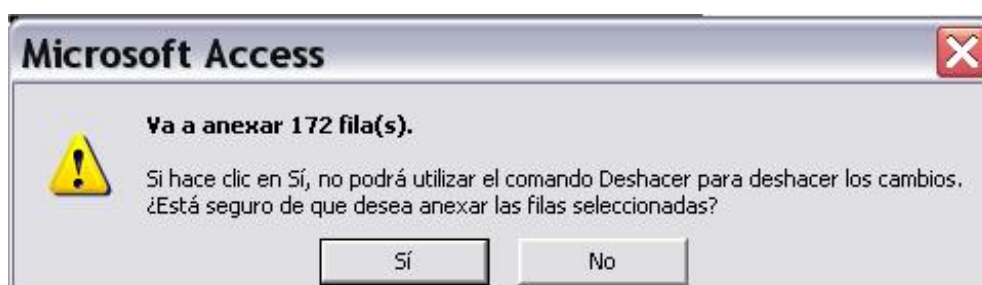 Microsoft Access
Va a anexar 172 fila(s).
Si hace clic en Sí, no podrá utilizar el comando Deshacer para deshacer los cambios.
¿Está seguro de que desea anexar las filas seleccionadas?
Sí No